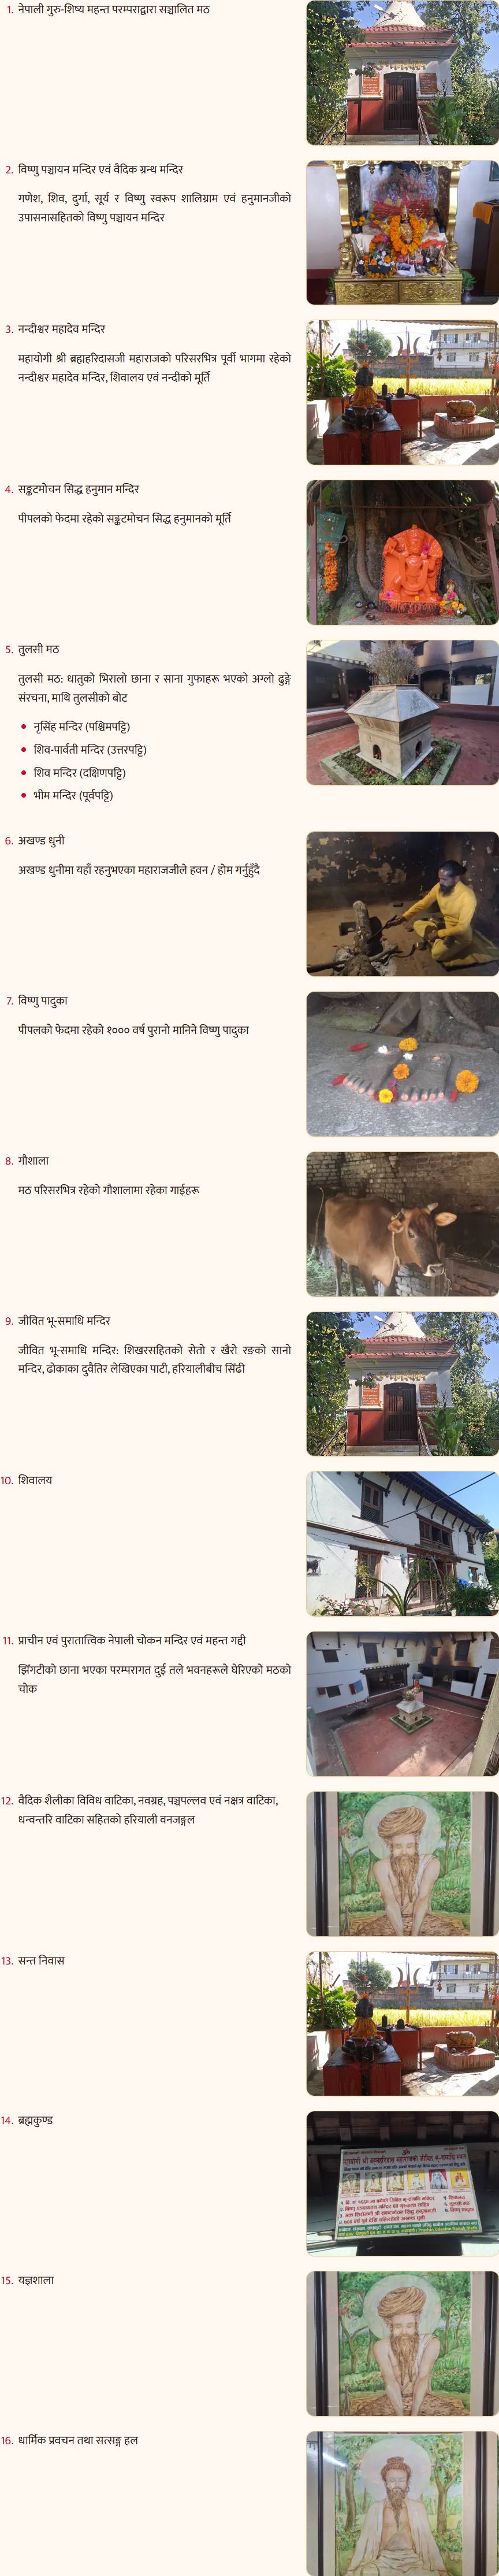 1. नेपाली गुरु-शिष्य महन्त परम्पराद्वारा सञ्चालित मठ
2. विष्णु पञ्चायन मन्दिर एवं वैदिक ग्रन्थ मन्दिर
गणेश, शिव, दुर्गा, सूर्य र विष्णु स्वरूप शालिग्राम एवं हनुमानजीको
उपासनासहितको विष्णु पञ्चायन मन्दिर
3. नन्दीश्वर महादेव मन्दिर
महायोगी श्री ब्रह्महरिदासजी महाराजको परिसरभित्र पूर्वी भागमा रहेको
नन्दीश्वर महादेव मन्दिर, शिवालय एवं नन्दीको मूर्ति
4. सङ्कटमोचन सिद्ध हनुमान मन्दिर
पीपलको फेदमा रहेको सङ्कटमोचन सिद्ध हनुमानको मूर्ति
5. तुलसी मठ
तुलसी मठ: धातुको भिरालो छाना र साना गुफाहरू भएको अग्लो ढुङ्गे
संरचना, माथि तुलसीको बोट
नृसिंह मन्दिर (पश्चिमपट्टि)
शिव-पार्वती मन्दिर (उत्तरपट्टि)
शिव मन्दिर (दक्षिणपट्टि)
भीम मन्दिर (पूर्वपट्टि)
6. अखण्ड धुनी
अखण्ड धुनीमा यहाँ रहनुभएका महाराजजीले हवन / होम गर्नुहुँदै
7. विष्णु पादुका
पीपलको फेदमा रहेको १००० वर्ष पुरानो मानिने विष्णु पादुका
8. गौशाला
मठ परिसरभित्र रहेको गौशालामा रहेका गाईहरू
9. जीवित भू-समाधि मन्दिर
जीवित भू-समाधि मन्दिर: शिखरसहितको सेतो र खैरो रङको सानो
मन्दिर, ढोकाका दुवैतिर लेखिएका पाटी, हरियालीबीच सिँढी
10. शिवालय
11. प्राचीन एवं पुरातात्त्विक नेपाली चोकन मन्दिर एवं महन्त गद्दी
झिँगटीको छाना भएका परम्परागत दुई तले भवनहरूले घेरिएको मठको
चोक
12. वैदिक शैलीका विविध वाटिका, नवग्रह, पञ्चपल्लव एवं नक्षत्र वाटिका,
धन्वन्तरि वाटिका सहितको हरियाली वनजङ्गल
13. सन्त निवास
14. ब्रह्मकुण्ड
15. यज्ञशाला
16. धार्मिक प्रवचन तथा सत्सङ्ग हल